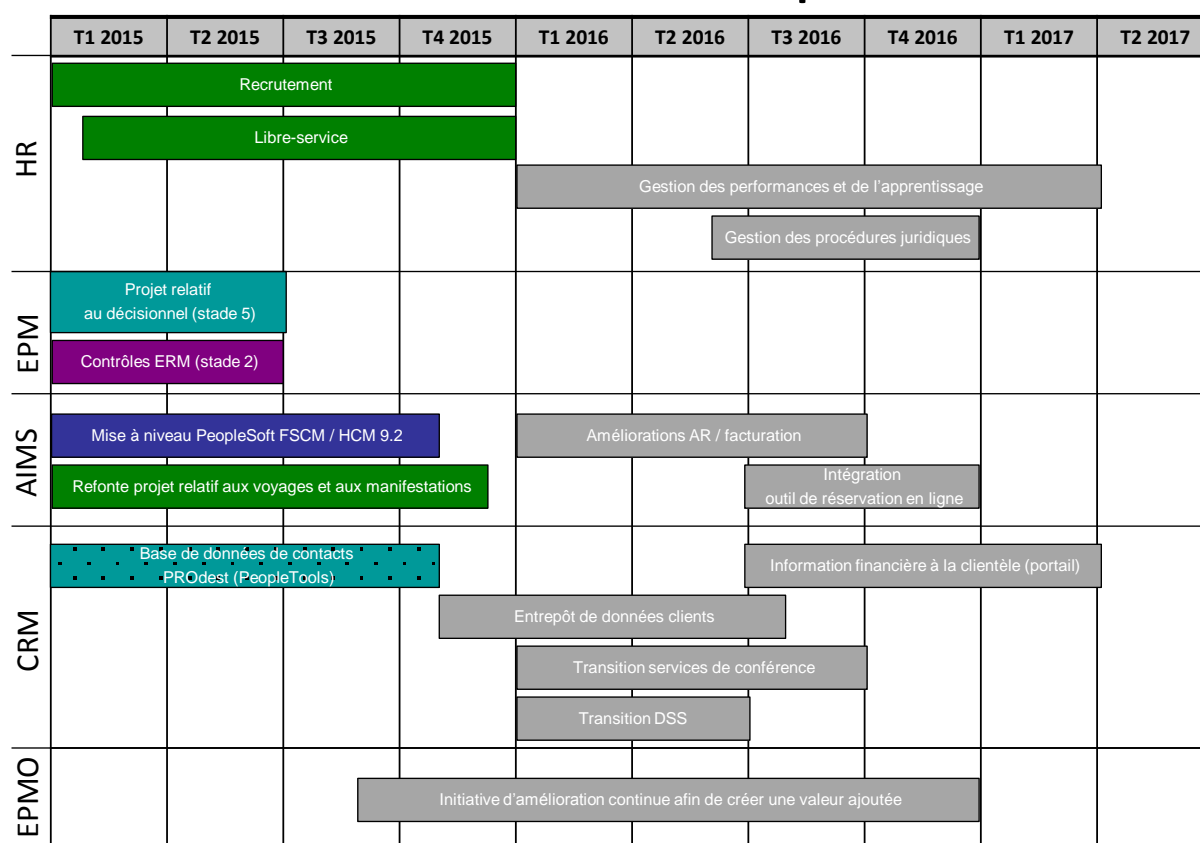 T1 2015 T2 2015 T3 2015 T4 2015 T1 2016 T2 2016 T3 2016 T4 2016 T1 2017 T2 2017
HR
Recrutement
Libre-service
Gestion des performances et de l'apprentissage
Gestion des procédures juridiques
EPM
Projet relatif
au décisionnel (stade 5)
Contrôles ERM (stade 2)
AIMS
Mise à niveau PeopleSoft FSCM / HCM 9.2
Améliorations AR / facturation
Refonte projet relatif aux voyages et aux manifestations
Intégration
outil de réservation en ligne
CRM
Base de données de contacts
PROdest (PeopleTools)
Information financière à la clientèle (portail)
Entrepôt de données clients
Transition services de conférence
Transition DSS
EPMO
Initiative d'amélioration continue afin de créer une valeur ajoutée